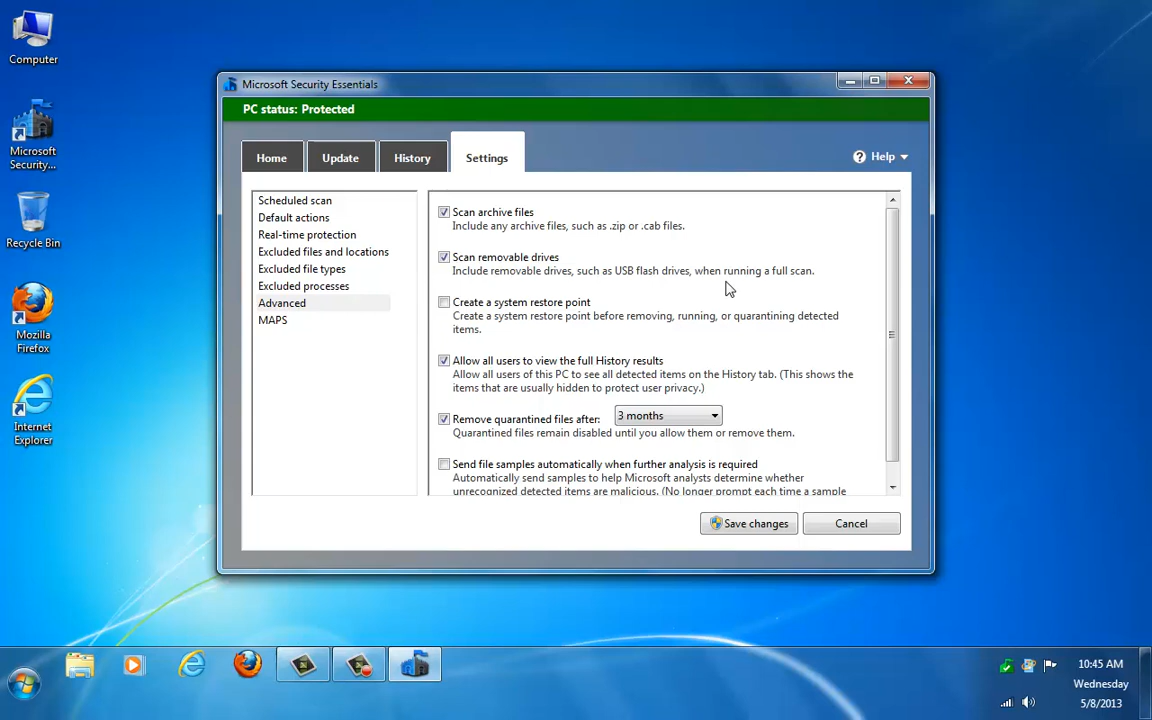 Computer
Microsoft
Security...
Recycle Bin
Mozilla
Firefox
Internet
Explorer
Microsoft Security Essentials
PC status: Protected
Home
Update
History
Settings
Help
Scheduled scan
Default actions
Real-time protection
Excluded files and locations
Excluded file types
Excluded processes
Advanced
MAPS
Scan archive files
Include any archive files, such as .zip or .cab files.
Scan removable drives
Include removable drives, such as USB flash drives, when running a full scan.
Create a system restore point
Create a system restore point before removing, running, or quarantining detected
items.
Allow all users to view the full History results
Allow all users of this PC to see all detected items on the History tab. (This shows the
items that are usually hidden to protect user privacy.)
Remove quarantined files after: 3 months
Quarantined files remain disabled until you allow them or remove them.
Send file samples automatically when further analysis is required
Automatically send samples to help Microsoft analysts determine whether
unrecognized detected items are malicious. (No longer prompt each time a sample
Save changes
Cancel
10:45 AM
Wednesday
5/8/2013